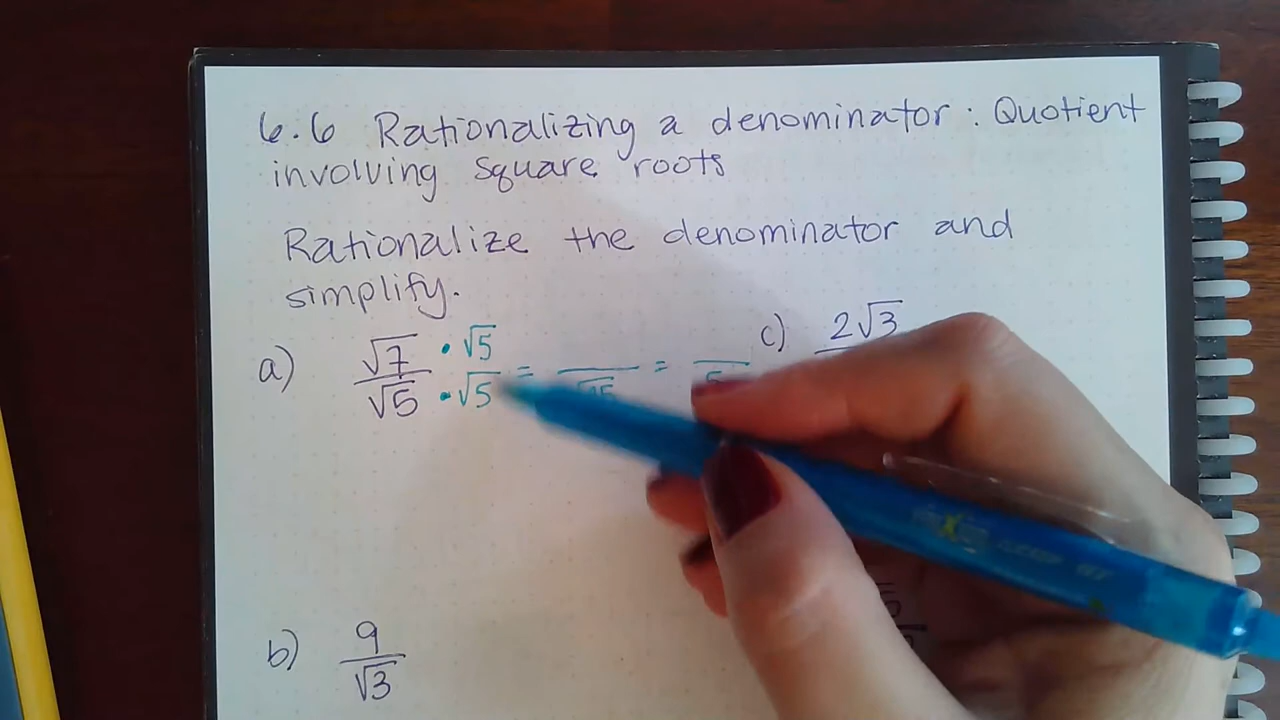 6.6 Rationalizing a denominator : Quotient
involving square roots
Rationalize the denominator and
simplify.
a) √7/√5 · √5/· √5 = — = —/5
c) 2√3
b) 9/√3